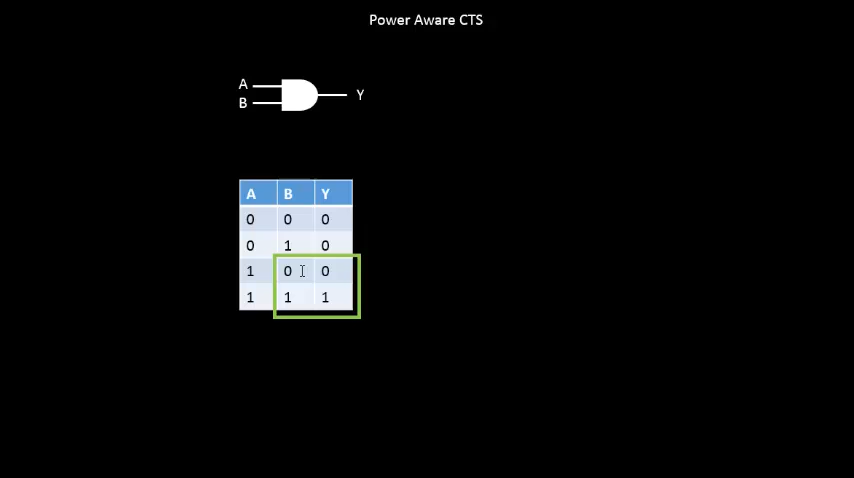 Power Aware CTS
A
B
Y
A B Y
0 0 0
0 1 0
1 0 0
1 1 1